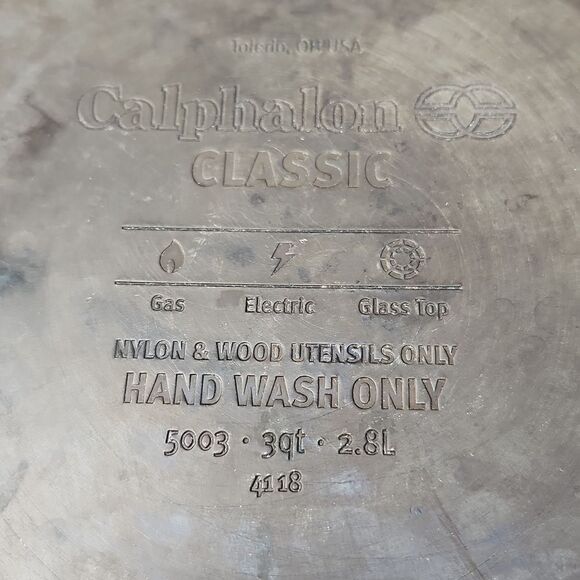 Toledo, OH USA
Calphalon
CLASSIC
Gas Electric Glass Top
NYLON & WOOD UTENSILS ONLY
HAND WASH ONLY
5003 · 3qt · 2.8L
4118